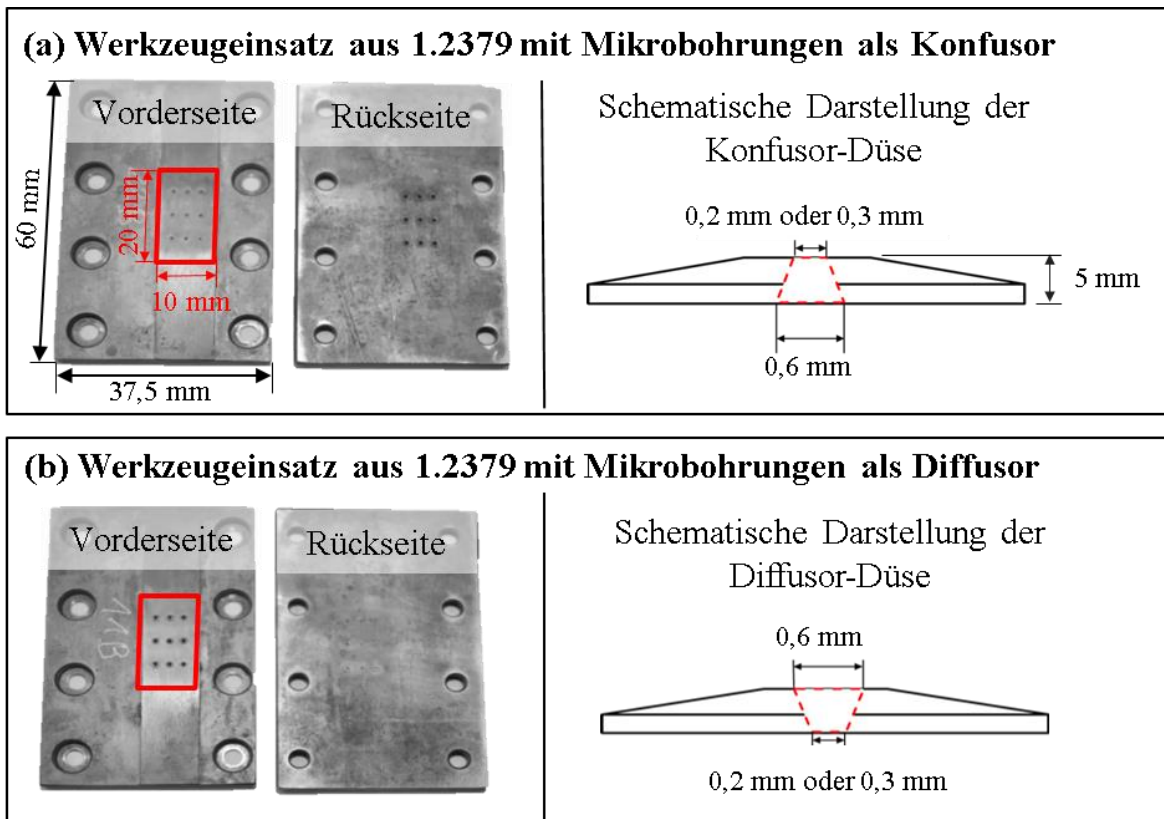 (a) Werkzeugeinsatz aus 1.2379 mit Mikrobohrungen als Konfusor
Vorderseite
Rückseite
60 mm
20 mm
10 mm
37,5 mm
Schematische Darstellung der
Konfusor-Düse
0,2 mm oder 0,3 mm
5 mm
0,6 mm
(b) Werkzeugeinsatz aus 1.2379 mit Mikrobohrungen als Diffusor
Vorderseite
Rückseite
11B
Schematische Darstellung der
Diffusor-Düse
0,6 mm
0,2 mm oder 0,3 mm